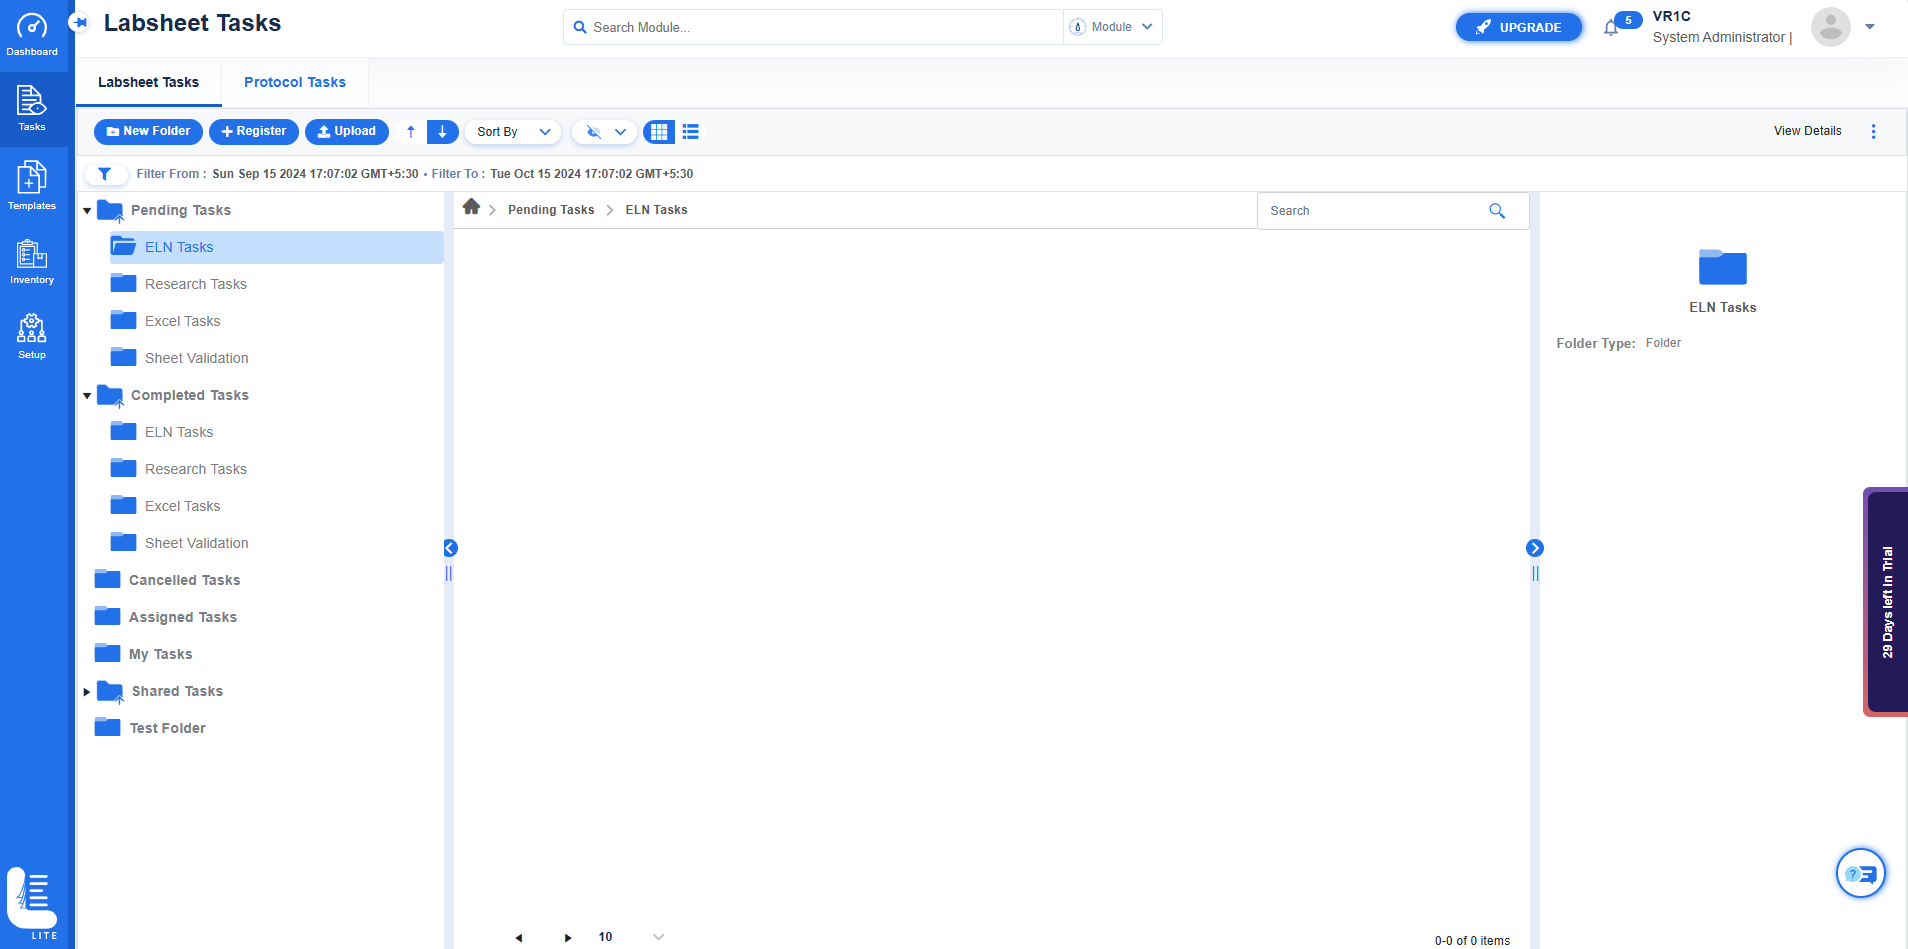 Labsheet Tasks
Search Module...
Module
UPGRADE
5
VR1C
System Administrator |
Dashboard
Tasks
Templates
Inventory
Setup
LITE
Labsheet Tasks
Protocol Tasks
New Folder
Register
Upload
Sort By
View Details
Filter From : Sun Sep 15 2024 17:07:02 GMT+5:30 • Filter To : Tue Oct 15 2024 17:07:02 GMT+5:30
Pending Tasks
ELN Tasks
Research Tasks
Excel Tasks
Sheet Validation
Completed Tasks
ELN Tasks
Research Tasks
Excel Tasks
Sheet Validation
Cancelled Tasks
Assigned Tasks
My Tasks
Shared Tasks
Test Folder
Pending Tasks
ELN Tasks
Search
10
0-0 of 0 items
ELN Tasks
Folder Type: Folder
29 Days left in Trial
?